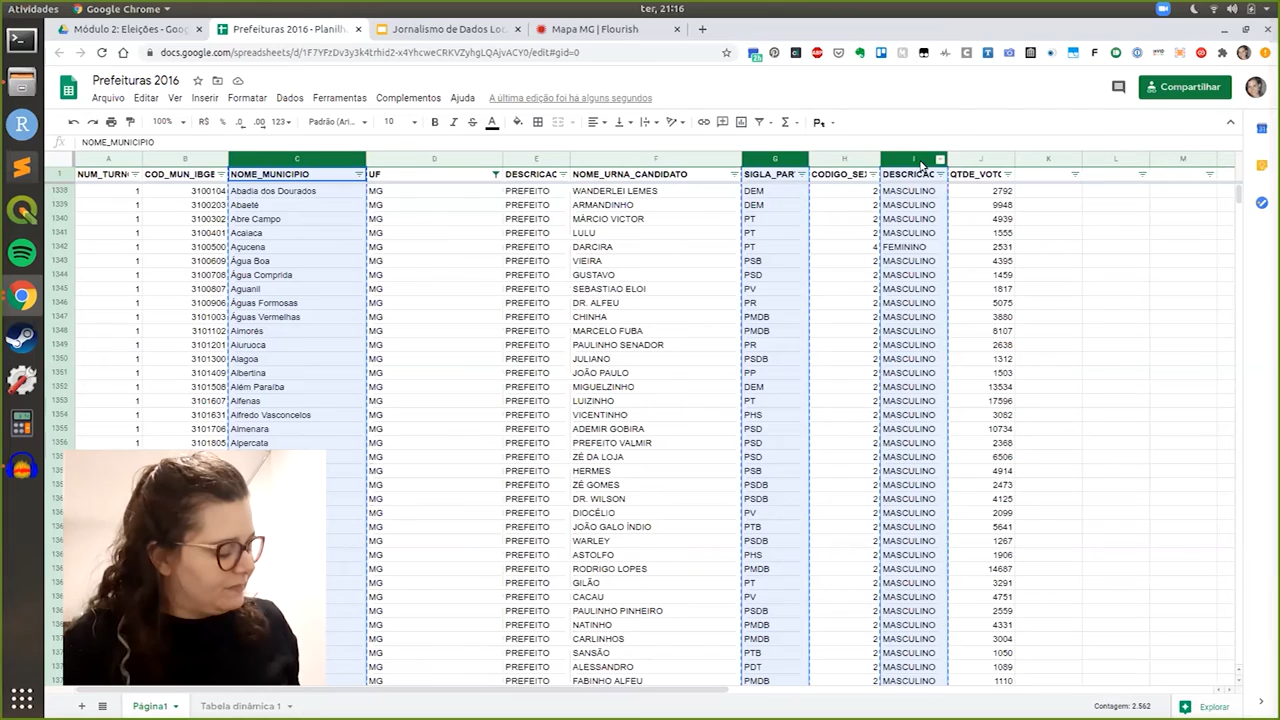 Atividades
Google Chrome
ter, 21:16
Módulo 2: Eleições - Goog
Prefeituras 2016 - Planilh
Jornalismo de Dados Loc
Mapa MG | Flourish
docs.google.com/spreadsheets/d/1F7YFzDv3y3k4trhid2-x4YhcweCRKVZyhgLQAjvACY0/edit#gid=0
Prefeituras 2016
Arquivo Editar Ver Inserir Formatar Dados Ferramentas Complementos Ajuda A última edição foi há alguns segundos
Compartilhar
100% R$ % .0 .00 123 Padrão (Ari... 10 B I S A
fx NOME_MUNICIPIO
A B C D E F G H I J K L M
1 NUM_TURN COD_MUN_IBGE NOME_MUNICIPIO UF DESCRICAC NOME_URNA_CANDIDATO SIGLA_PAR CODIGO_SE DESCRICAC QTDE_VOTO
1338 1 3100104 Abadia dos Dourados MG PREFEITO WANDERLEI LEMES DEM 2 MASCULINO 2792
1339 1 3100203 Abaeté MG PREFEITO ARMANDINHO DEM 2 MASCULINO 9948
1340 1 3100302 Abre Campo MG PREFEITO MÁRCIO VICTOR PT 2 MASCULINO 4939
1341 1 3100401 Acaiaca MG PREFEITO LULU PT 2 MASCULINO 1555
1342 1 3100500 Açucena MG PREFEITO DARCIRA PT 4 FEMININO 2531
1343 1 3100609 Água Boa MG PREFEITO VIEIRA PSB 2 MASCULINO 4395
1344 1 3100708 Água Comprida MG PREFEITO GUSTAVO PSD 2 MASCULINO 1459
1345 1 3100807 Aguanil MG PREFEITO SEBASTIAO ELOI PV 2 MASCULINO 1817
1346 1 3100906 Águas Formosas MG PREFEITO DR. ALFEU PR 2 MASCULINO 5075
1347 1 3101003 Águas Vermelhas MG PREFEITO CHINHA PMDB 2 MASCULINO 3880
1348 1 3101102 Aimorés MG PREFEITO MARCELO FUBA PMDB 2 MASCULINO 8107
1349 1 3101201 Aiuruoca MG PREFEITO PAULINHO SENADOR PR 2 MASCULINO 2638
1350 1 3101300 Alagoa MG PREFEITO JULIANO PSDB 2 MASCULINO 1312
1351 1 3101409 Albertina MG PREFEITO JOÃO PAULO PP 2 MASCULINO 1503
1352 1 3101508 Além Paraíba MG PREFEITO MIGUELZINHO DEM 2 MASCULINO 13534
1353 1 3101607 Alfenas MG PREFEITO LUIZINHO PT 2 MASCULINO 17596
1354 1 3101631 Alfredo Vasconcelos MG PREFEITO VICENTINHO PHS 2 MASCULINO 3082
1355 1 3101706 Almenara MG PREFEITO ADEMIR GOBIRA PSD 2 MASCULINO 10734
1356 1 3101805 Alpercata MG PREFEITO PREFEITO VALMIR PSD 2 MASCULINO 2368
MG PREFEITO ZÉ DA LOJA PSD 2 MASCULINO 6506
MG PREFEITO HERMES PSB 2 MASCULINO 4914
MG PREFEITO ZÉ GOMES PSDB 2 MASCULINO 2473
MG PREFEITO DR. WILSON PSDB 2 MASCULINO 4125
MG PREFEITO DIOCÉLIO PV 2 MASCULINO 2099
MG PREFEITO JOÃO GALO ÍNDIO PTB 2 MASCULINO 5641
MG PREFEITO WARLEY PSDB 2 MASCULINO 1267
MG PREFEITO ASTOLFO PHS 2 MASCULINO 1906
MG PREFEITO RODRIGO LOPES PMDB 2 MASCULINO 14687
MG PREFEITO GILÃO PT 2 MASCULINO 3291
MG PREFEITO CACAU PV 2 MASCULINO 4751
MG PREFEITO PAULINHO PINHEIRO PSDB 2 MASCULINO 2559
MG PREFEITO NATINHO PMDB 2 MASCULINO 4331
MG PREFEITO CARLINHOS PMDB 2 MASCULINO 3004
MG PREFEITO SANSÃO PTB 2 MASCULINO 1050
MG PREFEITO ALESSANDRO PDT 2 MASCULINO 1089
MG PREFEITO FABINHO ALFEU PMDB 2 MASCULINO 1110
Página1 Tabela dinâmica 1 Contagem: 2.562 Explorar